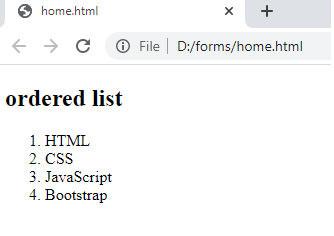 home.html
File | D:/forms/home.html
ordered list
1. HTML
2. CSS
3. JavaScript
4. Bootstrap